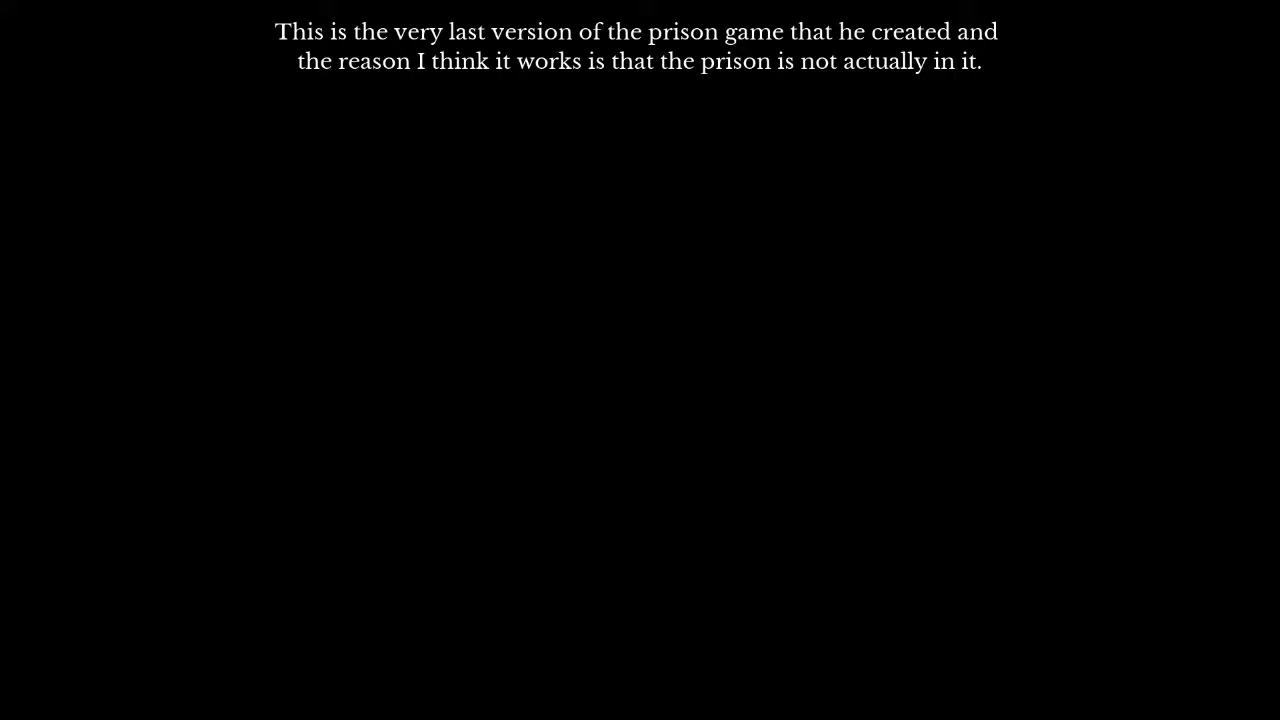 This is the very last version of the prison game that he created and
the reason I think it works is that the prison is not actually in it.